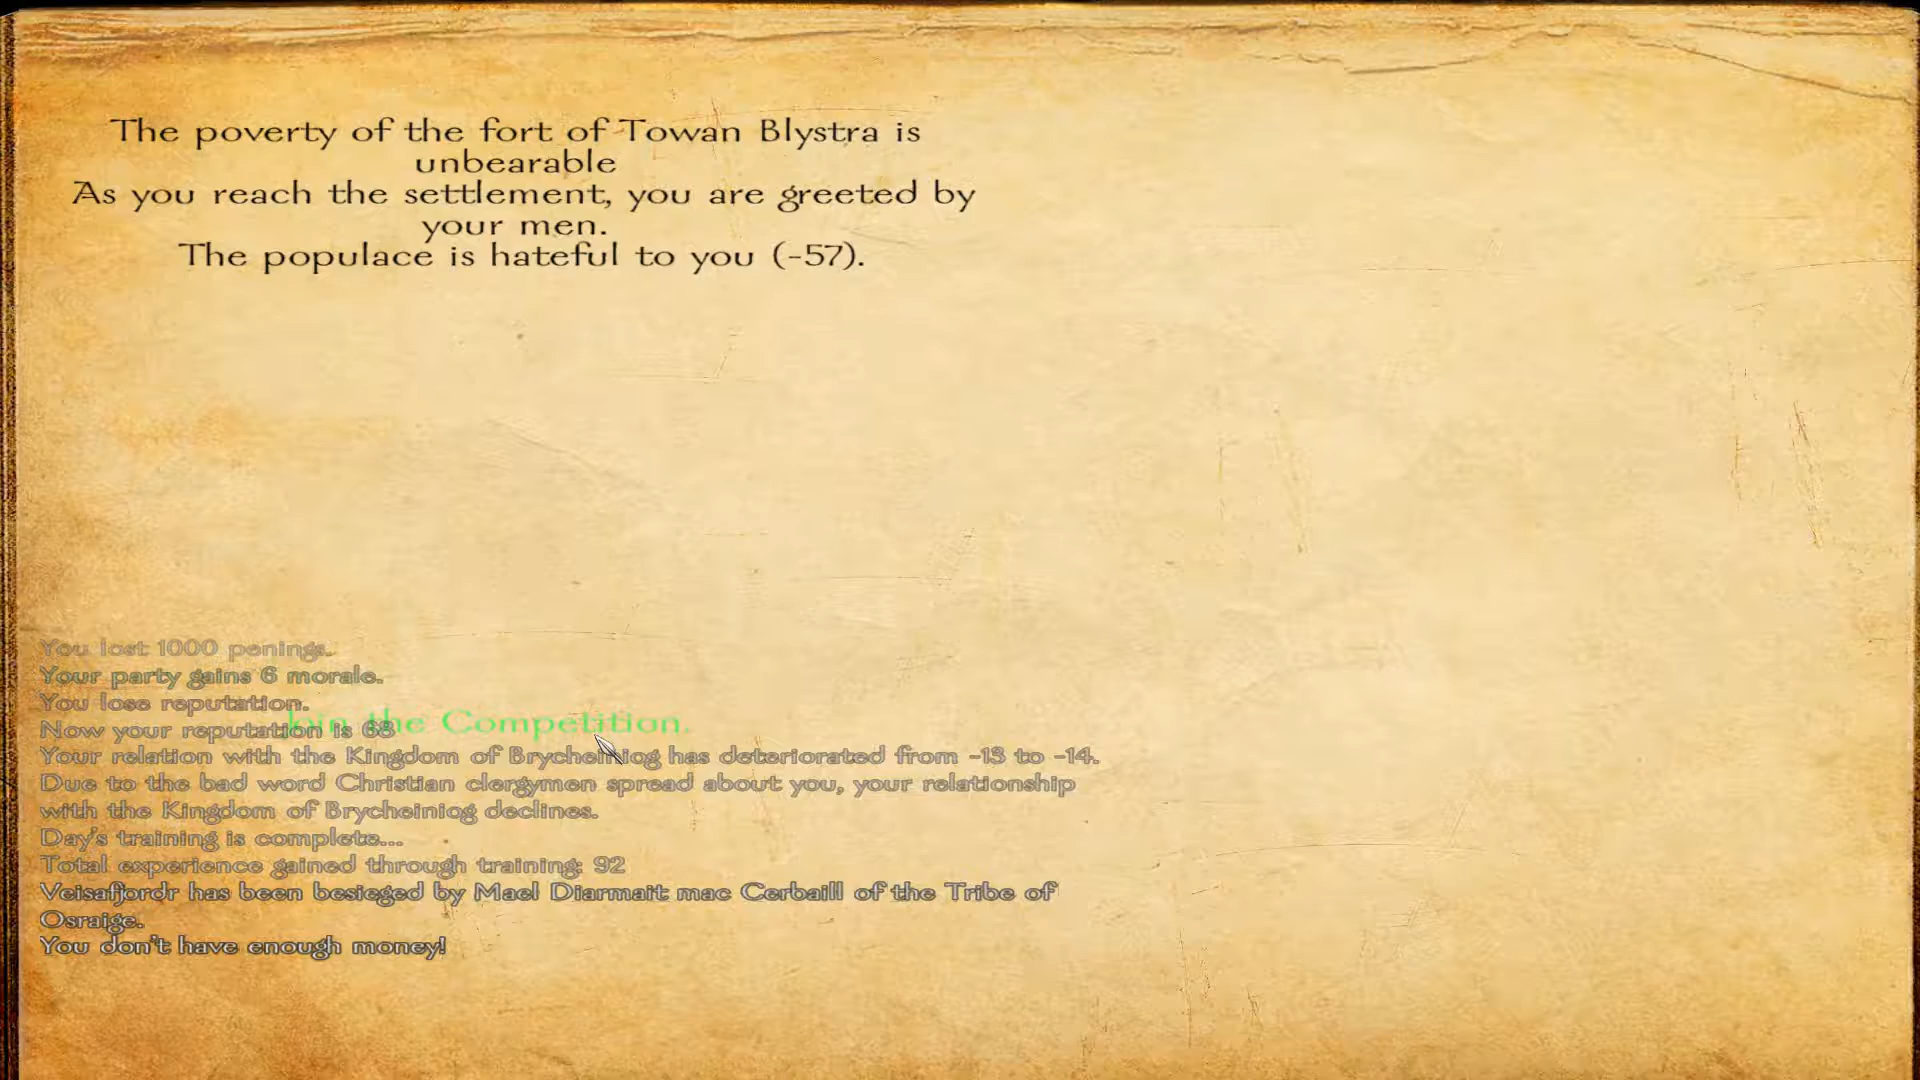 The poverty of the fort of Towan Blystra is
unbearable
As you reach the settlement, you are greeted by
your men.
The populace is hateful to you (-57).
You lost 1000 penings.
Your party gains 6 morale.
You lose reputation.
Join the Competition.
Now your reputation is 68
Your relation with the Kingdom of Brycheiniog has deteriorated from -13 to -14.
Due to the bad word Christian clergymen spread about you, your relationship
with the Kingdom of Brycheiniog declines.
Day's training is complete...
Total experience gained through training: 92
Veisafjordr has been besieged by Mael Diarmait mac Cerbaill of the Tribe of
Osraige.
You don't have enough money!